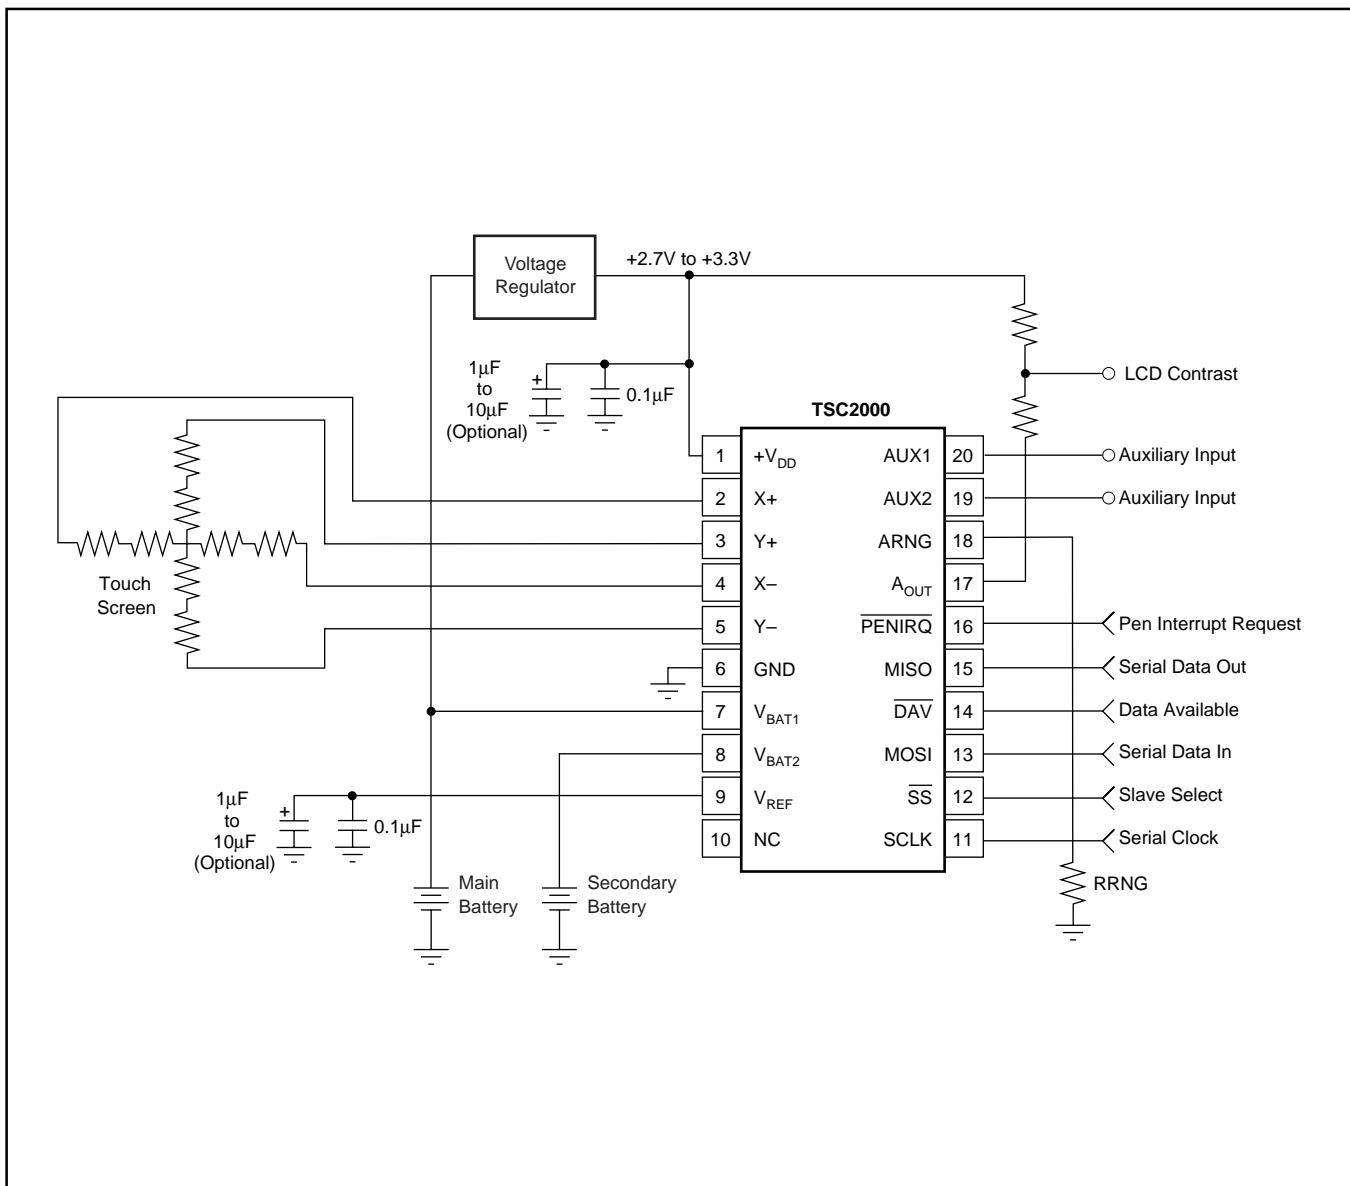 Voltage
Regulator
+2.7V to +3.3V
1µF
to
10µF
(Optional)
+
0.1µF
LCD Contrast
TSC2000
1 +VDD AUX1 20 Auxiliary Input
2 X+ AUX2 19 Auxiliary Input
3 Y+ ARNG 18
4 X– AOUT 17
5 Y– PENIRQ 16 Pen Interrupt Request
6 GND MISO 15 Serial Data Out
7 VBAT1 DAV 14 Data Available
8 VBAT2 MOSI 13 Serial Data In
9 VREF SS 12 Slave Select
10 NC SCLK 11 Serial Clock
Touch
Screen
1µF
to
10µF
(Optional)
+
0.1µF
Main
Battery
Secondary
Battery
RRNG